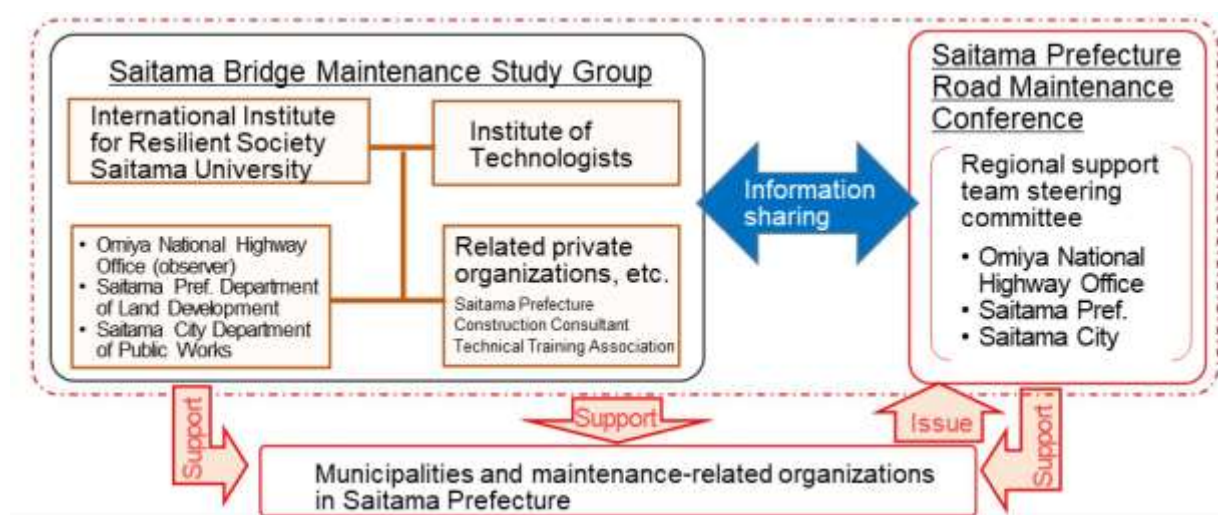 Saitama Bridge Maintenance Study Group
International Institute
for Resilient Society
Saitama University
Institute of
Technologists
• Omiya National Highway
Office (observer)
• Saitama Pref. Department
of Land Development
• Saitama City Department
of Public Works
Related private
organizations, etc.
Saitama Prefecture
Construction Consultant
Technical Training Association
Information
sharing
Saitama Prefecture
Road Maintenance
Conference
Regional support
team steering
committee
• Omiya National
Highway Office
• Saitama Pref.
• Saitama City
Support
Support
Issue
Support
Municipalities and maintenance-related organizations
in Saitama Prefecture